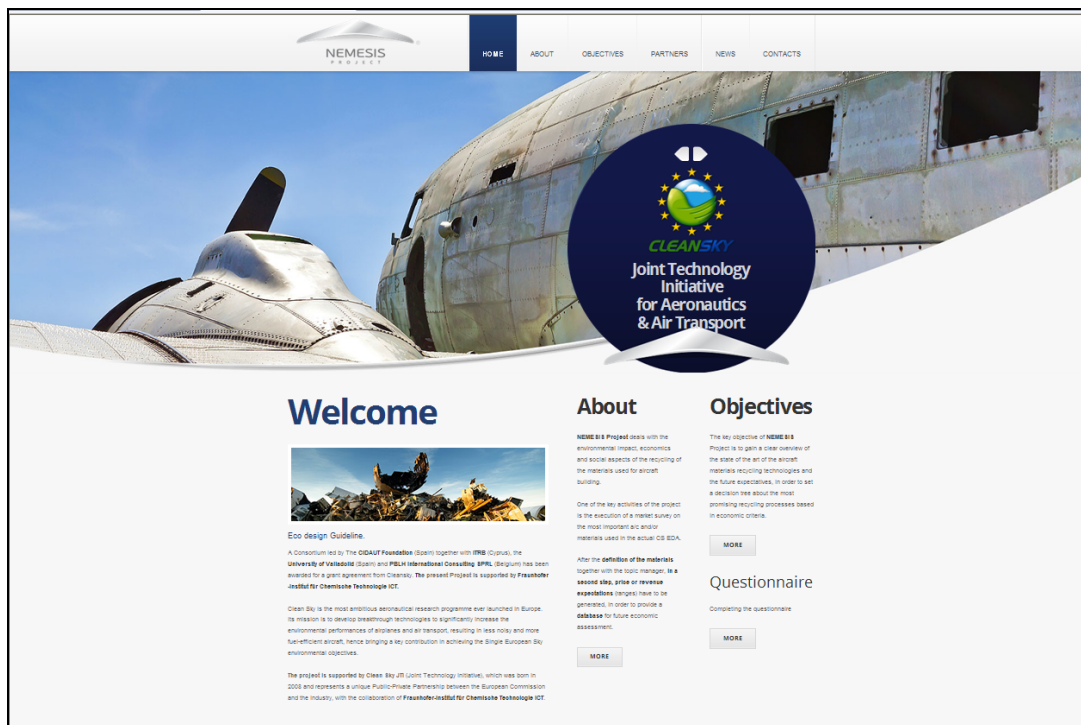 NEMESIS
PROJECT
HOME
ABOUT
OBJECTIVES
PARTNERS
NEWS
CONTACTS
CLEANSKY
Joint Technology
Initiative
for Aeronautics
& Air Transport
Welcome
Eco design Guideline.
A Consortium led by The CIDAUT Foundation (Spain) together with ITRB (Cyprus), the
University of Valladolid (Spain) and PBLH International Consulting SPRL (Belgium) has been
awarded for a grant agreement from Cleansky. The present Project is supported by Fraunhofer
-Institut für Chemische Technologie ICT.
Clean Sky is the most ambitious aeronautical research programme ever launched in Europe.
Its mission is to develop breakthrough technologies to significantly increase the
environmental performances of airplanes and air transport, resulting in less noisy and more
fuel-efficient aircraft, hence bringing a key contribution in achieving the Single European Sky
environmental objectives.
The project is supported by Clean Sky JTI (Joint Technology Initiative), which was born in
2008 and represents a unique Public-Private Partnership between the European Commission
and the industry, with the collaboration of Fraunhofer-Institut für Chemische Technologie ICT.
About
NEMESIS Project deals with the
environmental impact, economics
and social aspects of the recycling of
the materials used for aircraft
building.
One of the key activities of the project
is the execution of a market survey on
the most important a/c and/or
materials used in the actual CS EDA.
After the definition of the materials
together with the topic manager, in a
second step, price or revenue
expectations (ranges) have to be
generated, in order to provide a
database for future economic
assessment.
MORE
Objectives
The key objective of NEMESIS
Project is to gain a clear overview of
the state of the art of the aircraft
materials recycling technologies and
the future expectatives, in order to set
a decision tree about the most
promising recycling processes based
in economic criteria.
MORE
Questionnaire
Completing the questionnaire
MORE